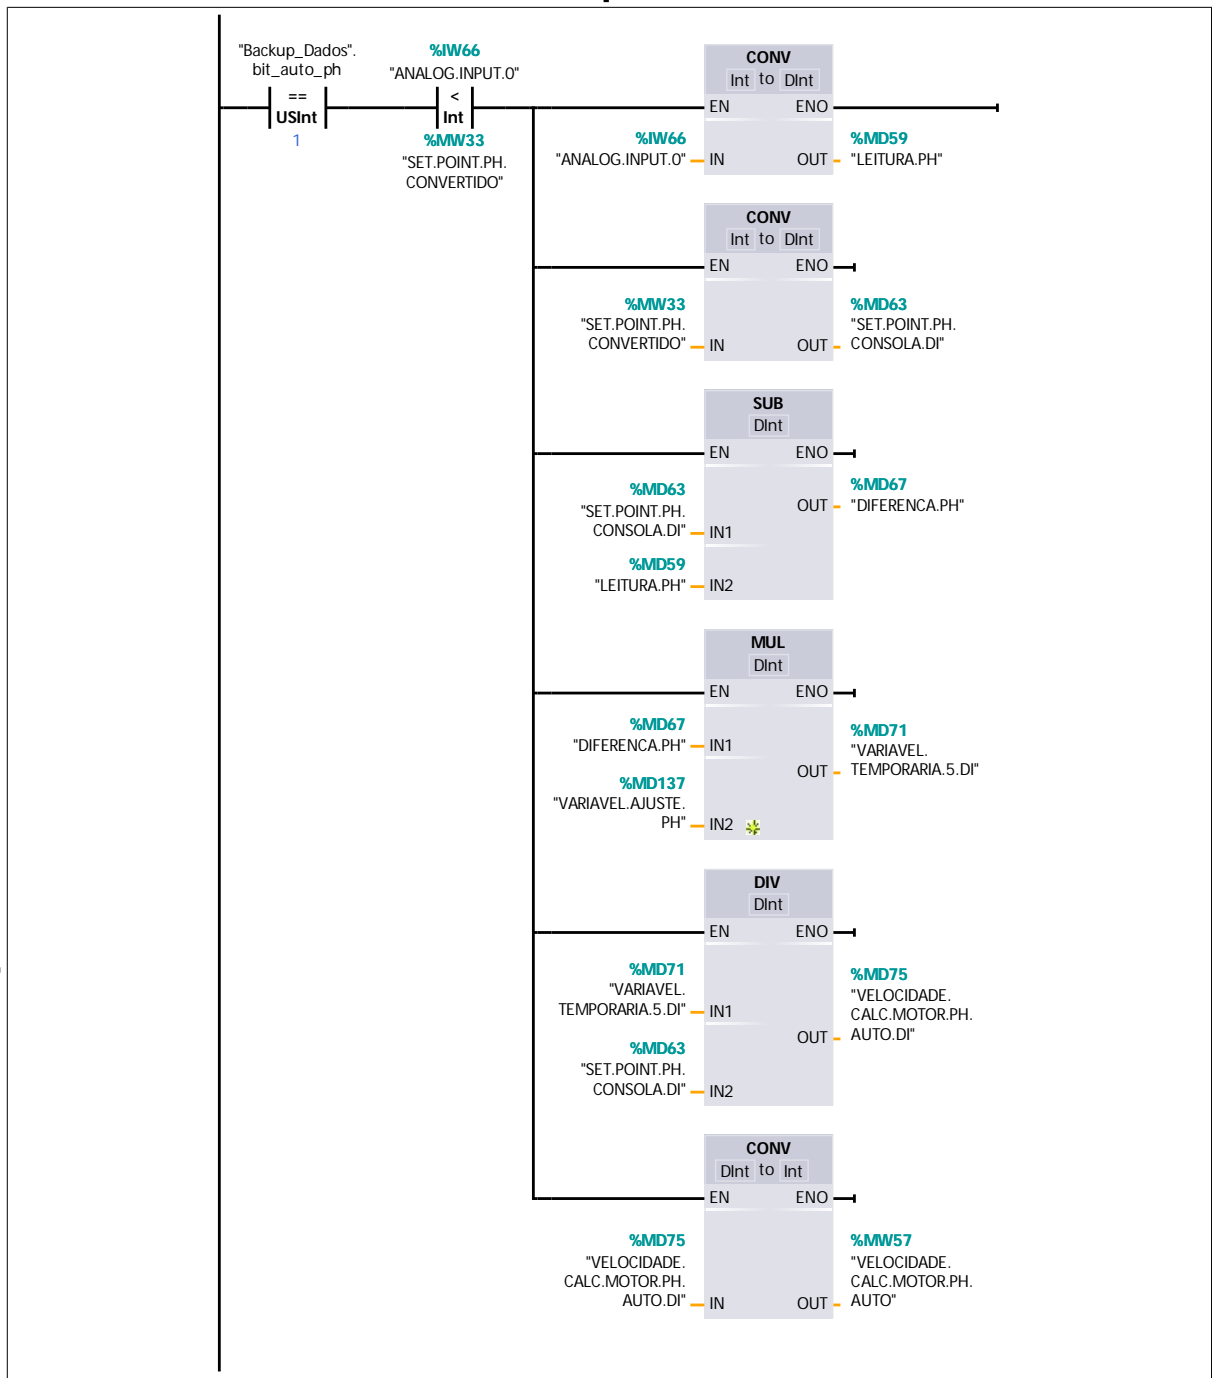 "Backup_Dados".
bit_auto_ph
==
USInt
1
%IW66
"ANALOG.INPUT.0"
<
Int
%MW33
"SET.POINT.PH.
CONVERTIDO"
CONV
Int to DInt
EN ENO
%IW66
"ANALOG.INPUT.0" IN
OUT
%MD59
"LEITURA.PH"
CONV
Int to DInt
EN ENO
%MW33
"SET.POINT.PH.
CONVERTIDO" IN
OUT
%MD63
"SET.POINT.PH.
CONSOLA.DI"
SUB
DInt
EN ENO
%MD63
"SET.POINT.PH.
CONSOLA.DI" IN1
%MD59
"LEITURA.PH" IN2
OUT
%MD67
"DIFERENCA.PH"
MUL
DInt
EN ENO
%MD67
"DIFERENCA.PH" IN1
%MD137
"VARIAVEL.AJUSTE.
PH" IN2
OUT
%MD71
"VARIAVEL.
TEMPORARIA.5.DI"
DIV
DInt
EN ENO
%MD71
"VARIAVEL.
TEMPORARIA.5.DI" IN1
%MD63
"SET.POINT.PH.
CONSOLA.DI" IN2
OUT
%MD75
"VELOCIDADE.
CALC.MOTOR.PH.
AUTO.DI"
CONV
DInt to Int
EN ENO
%MD75
"VELOCIDADE.
CALC.MOTOR.PH.
AUTO.DI" IN
OUT
%MW57
"VELOCIDADE.
CALC.MOTOR.PH.
AUTO"